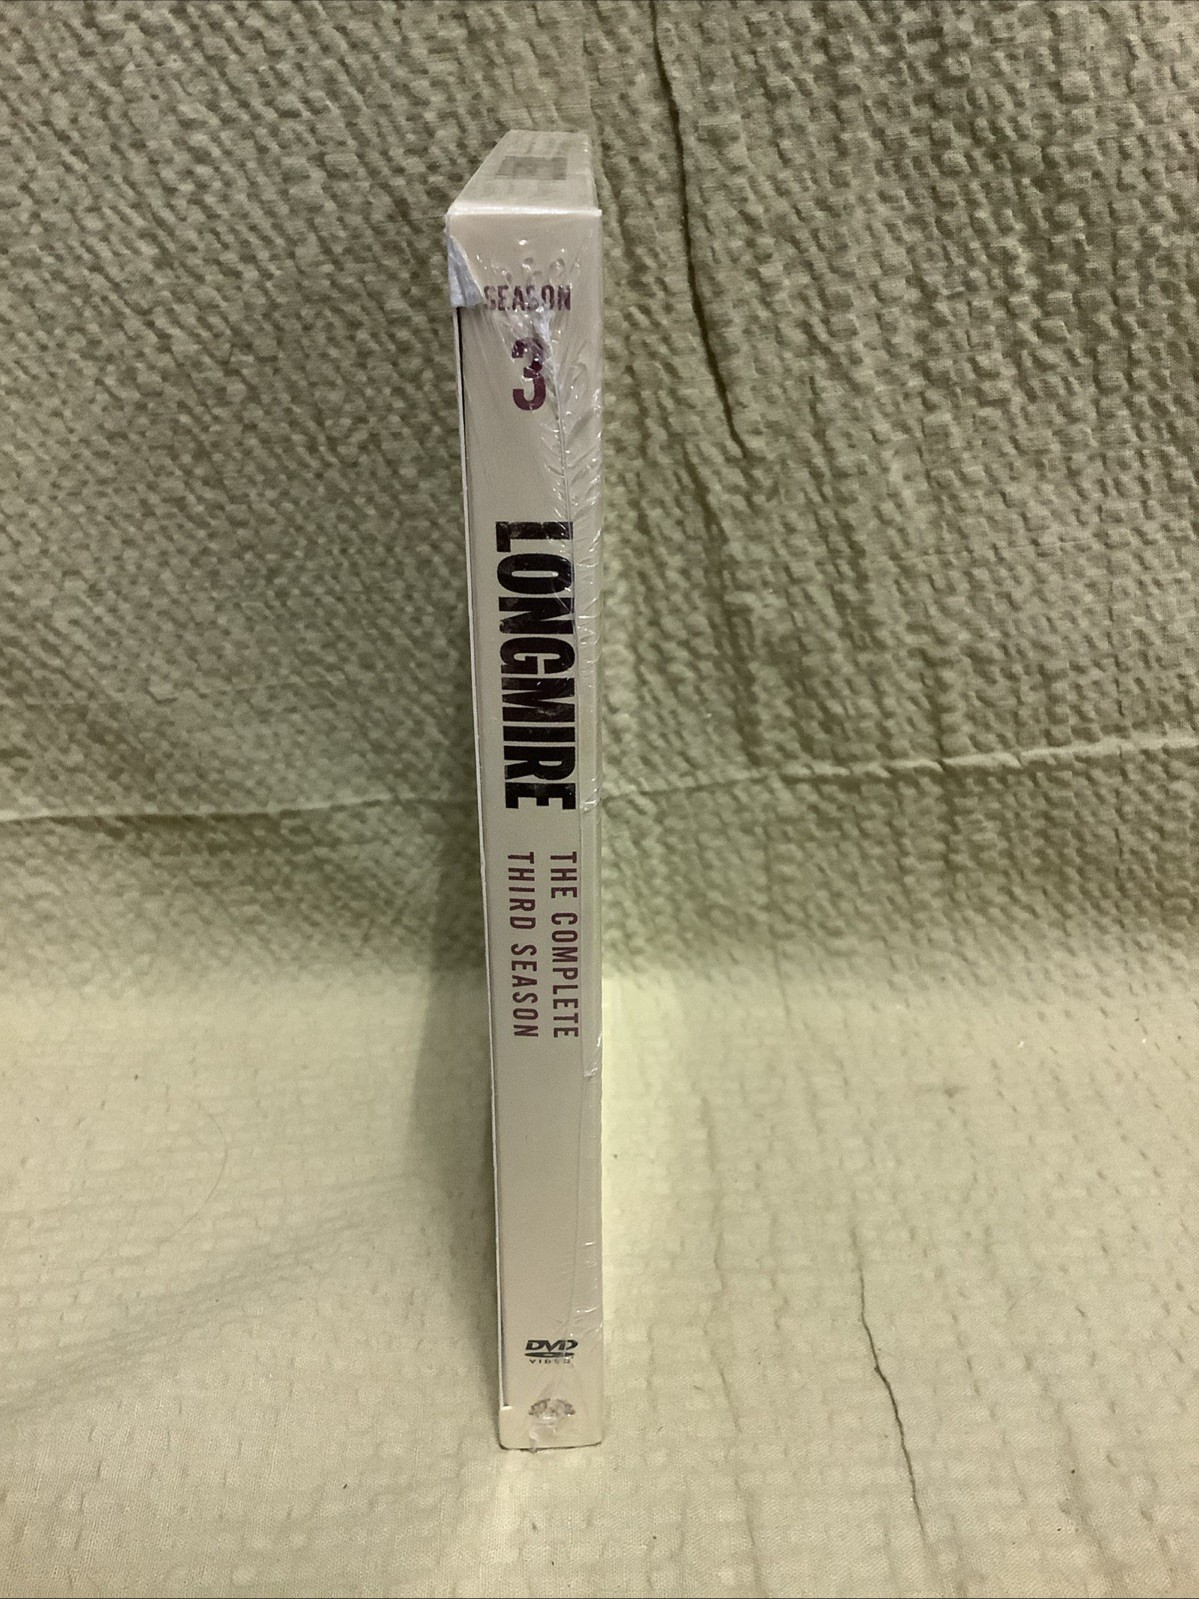 SEASON
3
LONGMIRE
THE COMPLETE
THIRD SEASON
DVD
VIDEO